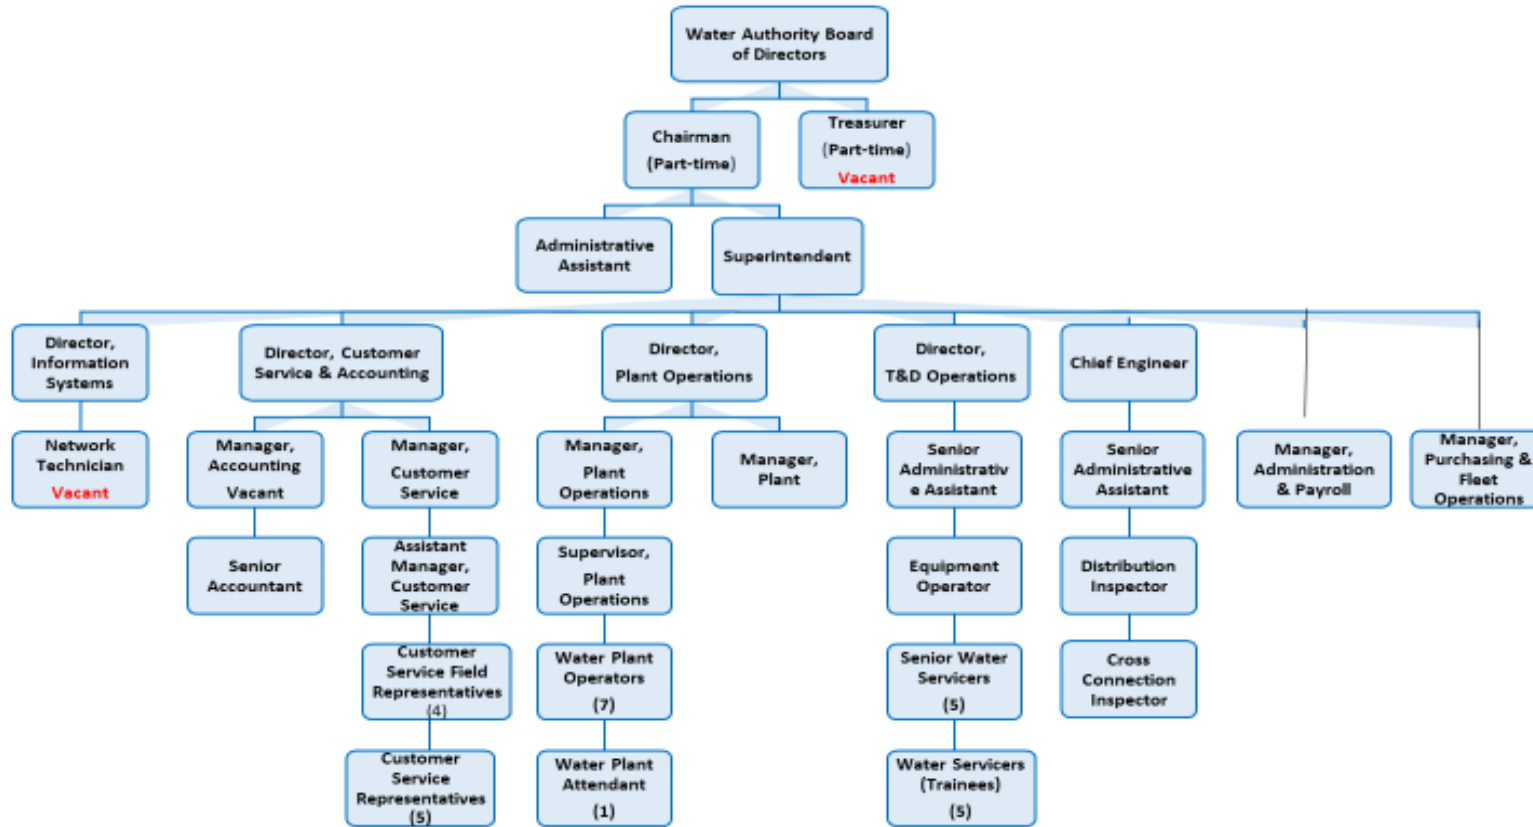 Water Authority Board
of Directors
Chairman
(Part-time)
Treasurer
(Part-time)
Vacant
Administrative
Assistant
Superintendent
Director,
Information
Systems
Director, Customer
Service & Accounting
Director,
Plant Operations
Director,
T&D Operations
Chief Engineer
Network
Technician
Vacant
Manager,
Accounting
Vacant
Manager,
Customer
Service
Manager,
Plant
Operations
Manager,
Plant
Senior
Administrativ
e Assistant
Senior
Administrative
Assistant
Manager,
Administration
& Payroll
Manager,
Purchasing &
Fleet
Operations
Senior
Accountant
Assistant
Manager,
Customer
Service
Supervisor,
Plant
Operations
Equipment
Operator
Distribution
Inspector
Customer
Service Field
Representatives
(4)
Water Plant
Operators
(7)
Senior Water
Servicers
(5)
Cross
Connection
Inspector
Customer
Service
Representatives
(5)
Water Plant
Attendant
(1)
Water Servicers
(Trainees)
(5)